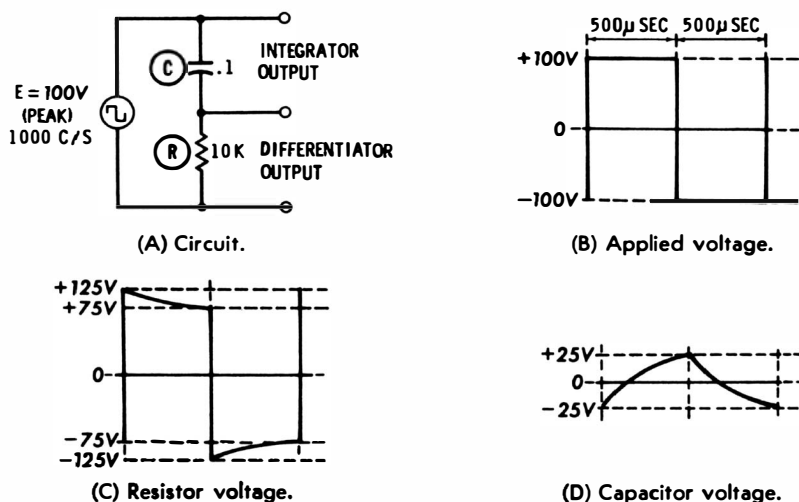 INTEGRATOR
OUTPUT
C
.1
E = 100V
(PEAK)
1000 C/S
R
10K
DIFFERENTIATOR
OUTPUT
(A) Circuit.
500μ SEC
500μ SEC
+100V
0
−100V
(B) Applied voltage.
+125V
+75V
0
−75V
−125V
(C) Resistor voltage.
+25V
0
−25V
(D) Capacitor voltage.